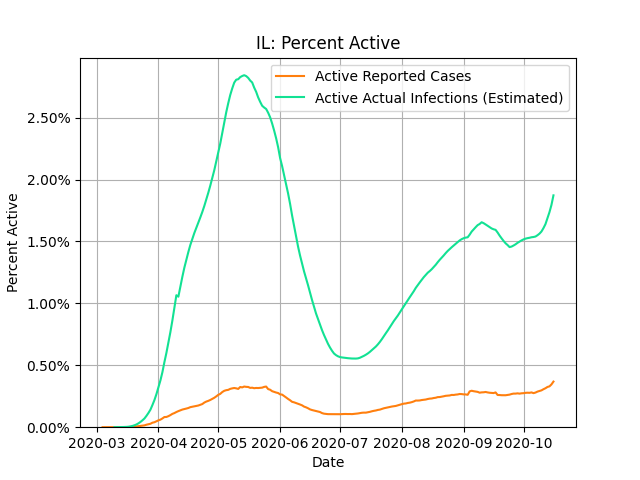 IL: Percent Active
Active Reported Cases
Active Actual Infections (Estimated)
Percent Active
2.50%
2.00%
1.50%
1.00%
0.50%
0.00%
2020-03 2020-04 2020-05 2020-06 2020-07 2020-08 2020-09 2020-10
Date